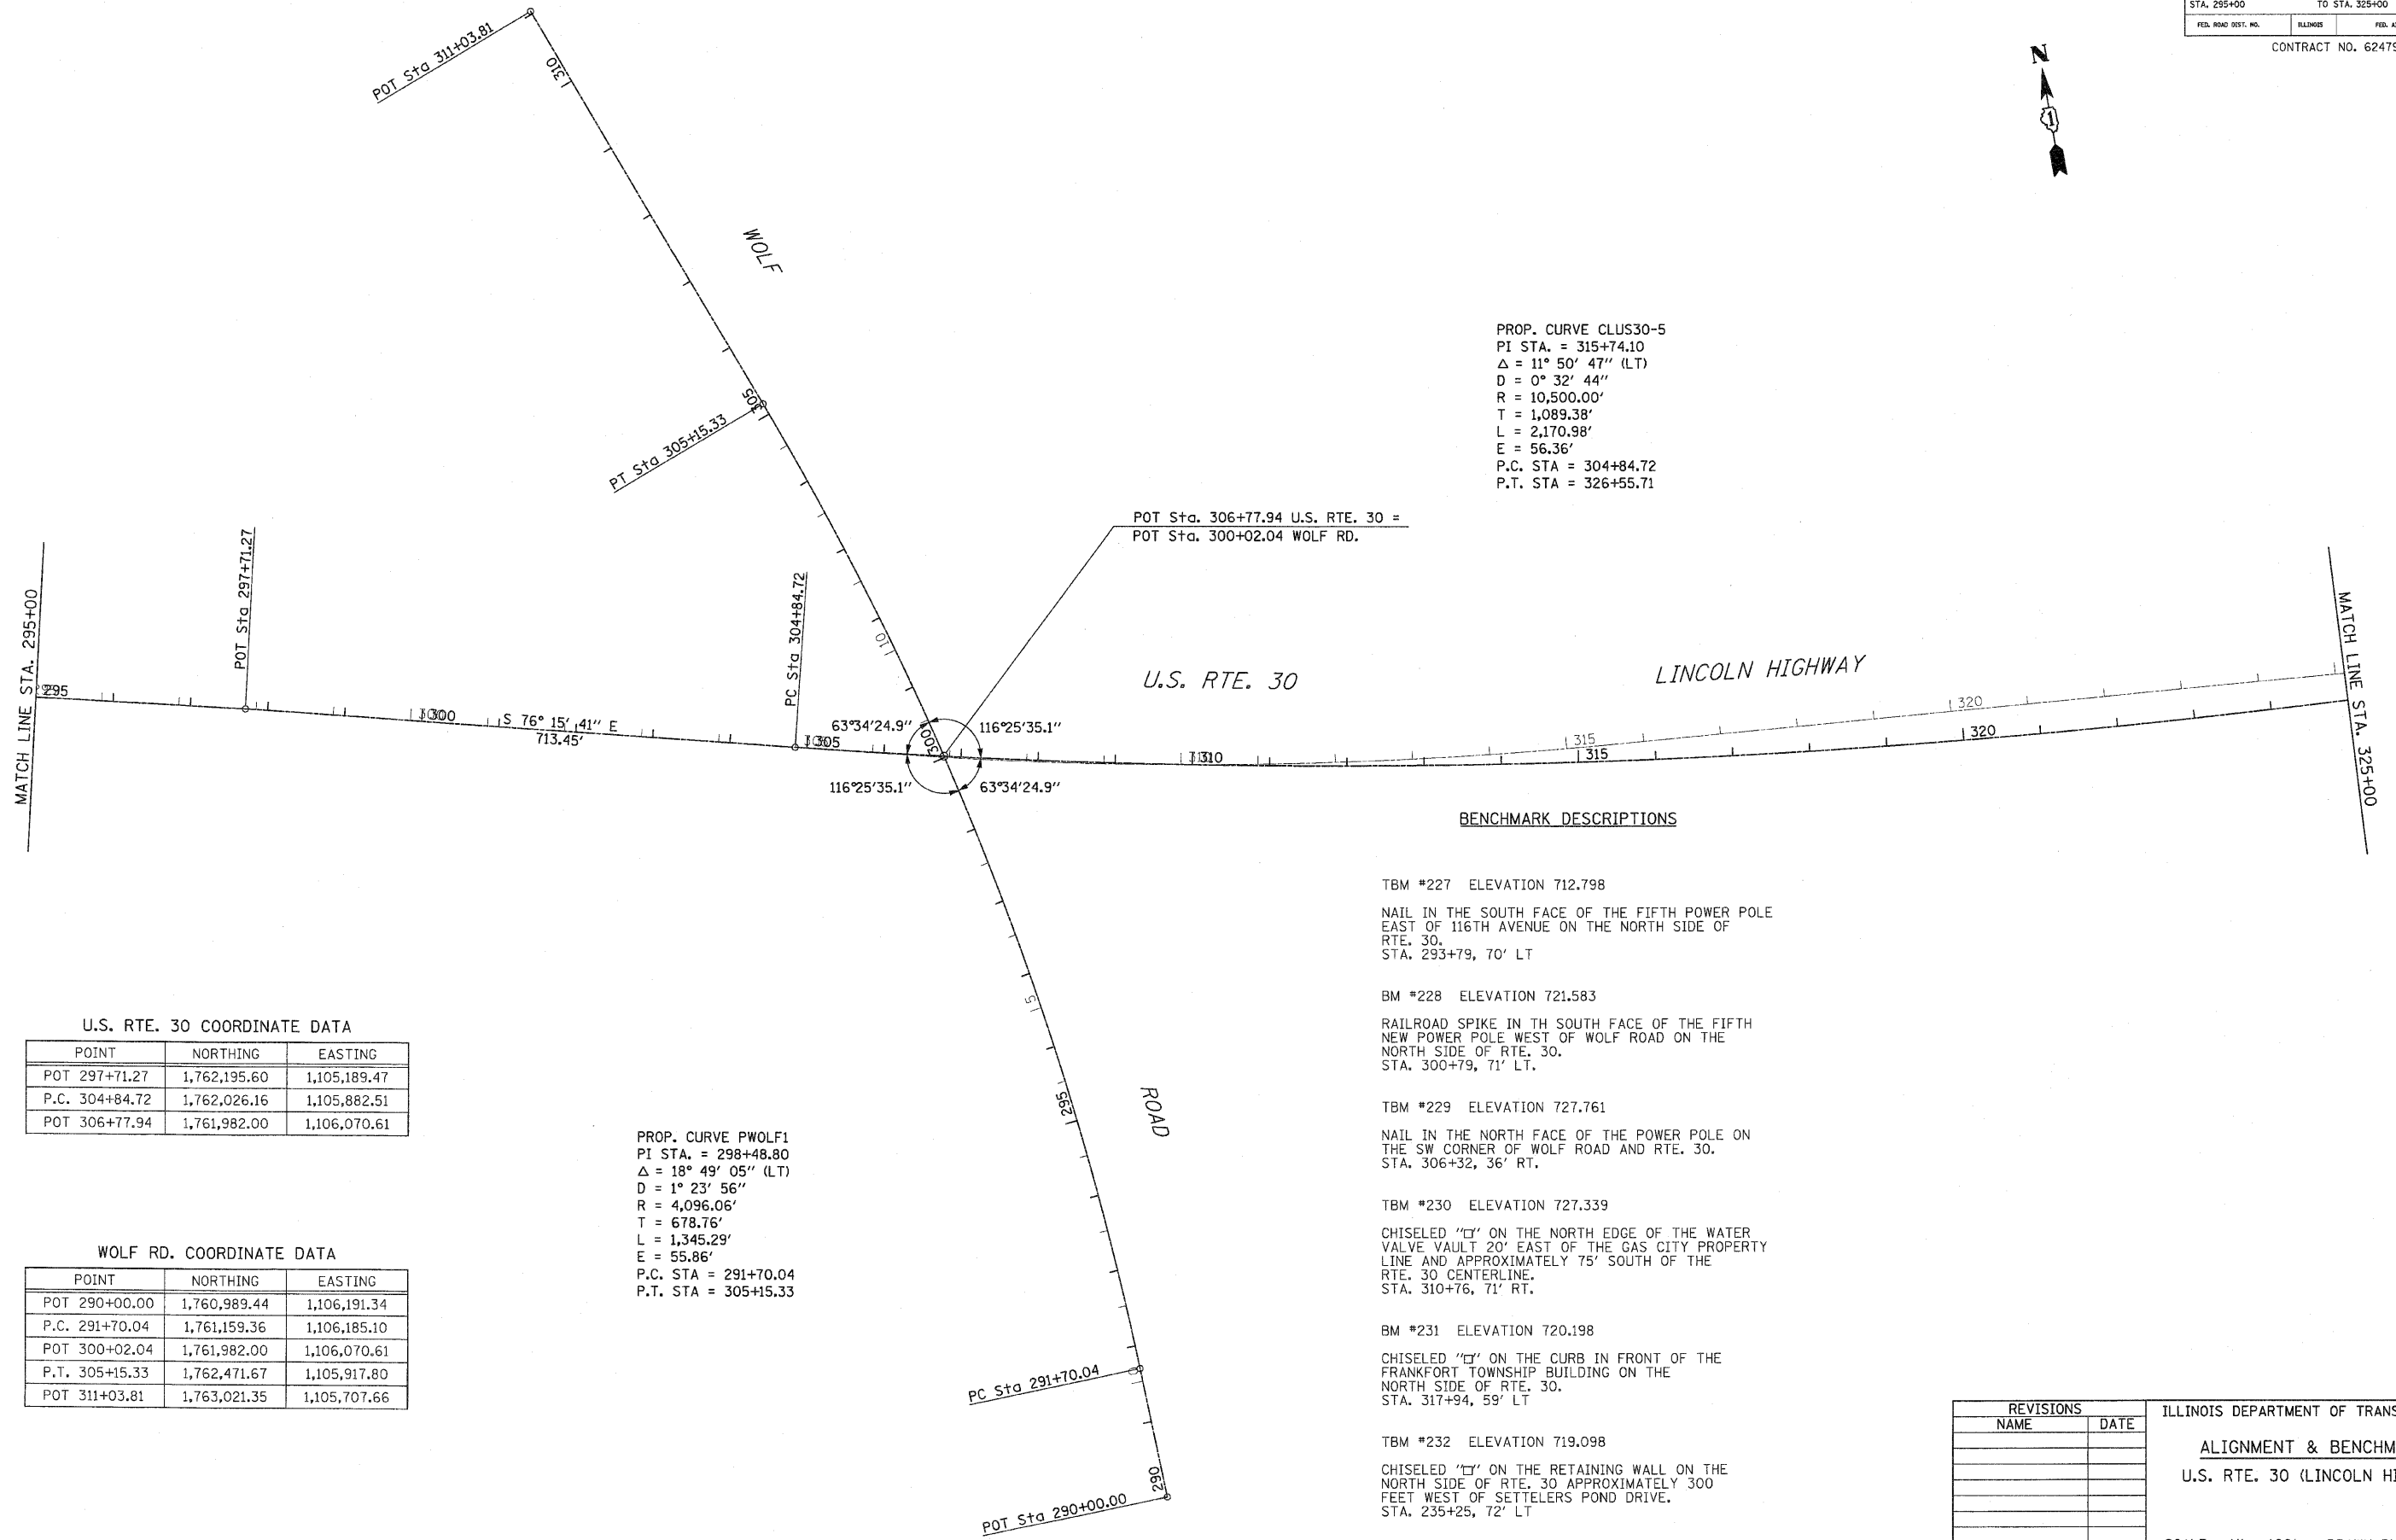 STA. 295+00 TO STA. 325+00
FED. ROAD DIST. NO. ILLINOIS FED.
CONTRACT NO. 62479
N
1
POT Sta 311+03.81
310
WOLF
PT Sta 305+15.33
305
PROP. CURVE CLUS30-5
PI STA. = 315+74.10
Δ = 11° 50' 47" (LT)
D = 0° 32' 44"
R = 10,500.00'
T = 1,089.38'
L = 2,170.98'
E = 56.36'
P.C. STA = 304+84.72
P.T. STA = 326+55.71
POT Sta. 306+77.94 U.S. RTE. 30 =
POT Sta. 300+02.04 WOLF RD.
MATCH LINE STA. 295+00
295
POT Sta 297+71.27
300
S 76° 15' 41" E
713.45'
PC Sta 304+84.72
305
10
300
63°34'24.9"
116°25'35.1"
116°25'35.1"
63°34'24.9"
U.S. RTE. 30
LINCOLN HIGHWAY
310
315
315
320
320
MATCH LINE STA. 325+00
BENCHMARK DESCRIPTIONS
TBM #227 ELEVATION 712.798
NAIL IN THE SOUTH FACE OF THE FIFTH POWER POLE
EAST OF 116TH AVENUE ON THE NORTH SIDE OF
RTE. 30.
STA. 293+79, 70' LT
BM #228 ELEVATION 721.583
RAILROAD SPIKE IN TH SOUTH FACE OF THE FIFTH
NEW POWER POLE WEST OF WOLF ROAD ON THE
NORTH SIDE OF RTE. 30.
STA. 300+79, 71' LT.
TBM #229 ELEVATION 727.761
NAIL IN THE NORTH FACE OF THE POWER POLE ON
THE SW CORNER OF WOLF ROAD AND RTE. 30.
STA. 306+32, 36' RT.
TBM #230 ELEVATION 727.339
CHISELED "□" ON THE NORTH EDGE OF THE WATER
VALVE VAULT 20' EAST OF THE GAS CITY PROPERTY
LINE AND APPROXIMATELY 75' SOUTH OF THE
RTE. 30 CENTERLINE.
STA. 310+76, 71' RT.
BM #231 ELEVATION 720.198
CHISELED "□" ON THE CURB IN FRONT OF THE
FRANKFORT TOWNSHIP BUILDING ON THE
NORTH SIDE OF RTE. 30.
STA. 317+94, 59' LT
TBM #232 ELEVATION 719.098
CHISELED "□" ON THE RETAINING WALL ON THE
NORTH SIDE OF RTE. 30 APPROXIMATELY 300
FEET WEST OF SETTELERS POND DRIVE.
STA. 235+25, 72' LT
5
295
ROAD
PC Sta 291+70.04
0
290
POT Sta 290+00.00
U.S. RTE. 30 COORDINATE DATA
POINT NORTHING EASTING
POT 297+71.27 1,762,195.60 1,105,189.47
P.C. 304+84.72 1,762,026.16 1,105,882.51
POT 306+77.94 1,761,982.00 1,106,070.61
WOLF RD. COORDINATE DATA
POINT NORTHING EASTING
POT 290+00.00 1,760,989.44 1,106,191.34
P.C. 291+70.04 1,761,159.36 1,106,185.10
POT 300+02.04 1,761,982.00 1,106,070.61
P.T. 305+15.33 1,762,471.67 1,105,917.80
POT 311+03.81 1,763,021.35 1,105,707.66
PROP. CURVE PWOLF1
PI STA. = 298+48.80
Δ = 18° 49' 05" (LT)
D = 1° 23' 56"
R = 4,096.06'
T = 678.76'
L = 1,345.29'
E = 55.86'
P.C. STA = 291+70.04
P.T. STA = 305+15.33
REVISIONS
NAME DATE
ILLINOIS DEPARTMENT OF TRANS
ALIGNMENT & BENCHM
U.S. RTE. 30 (LINCOLN HI